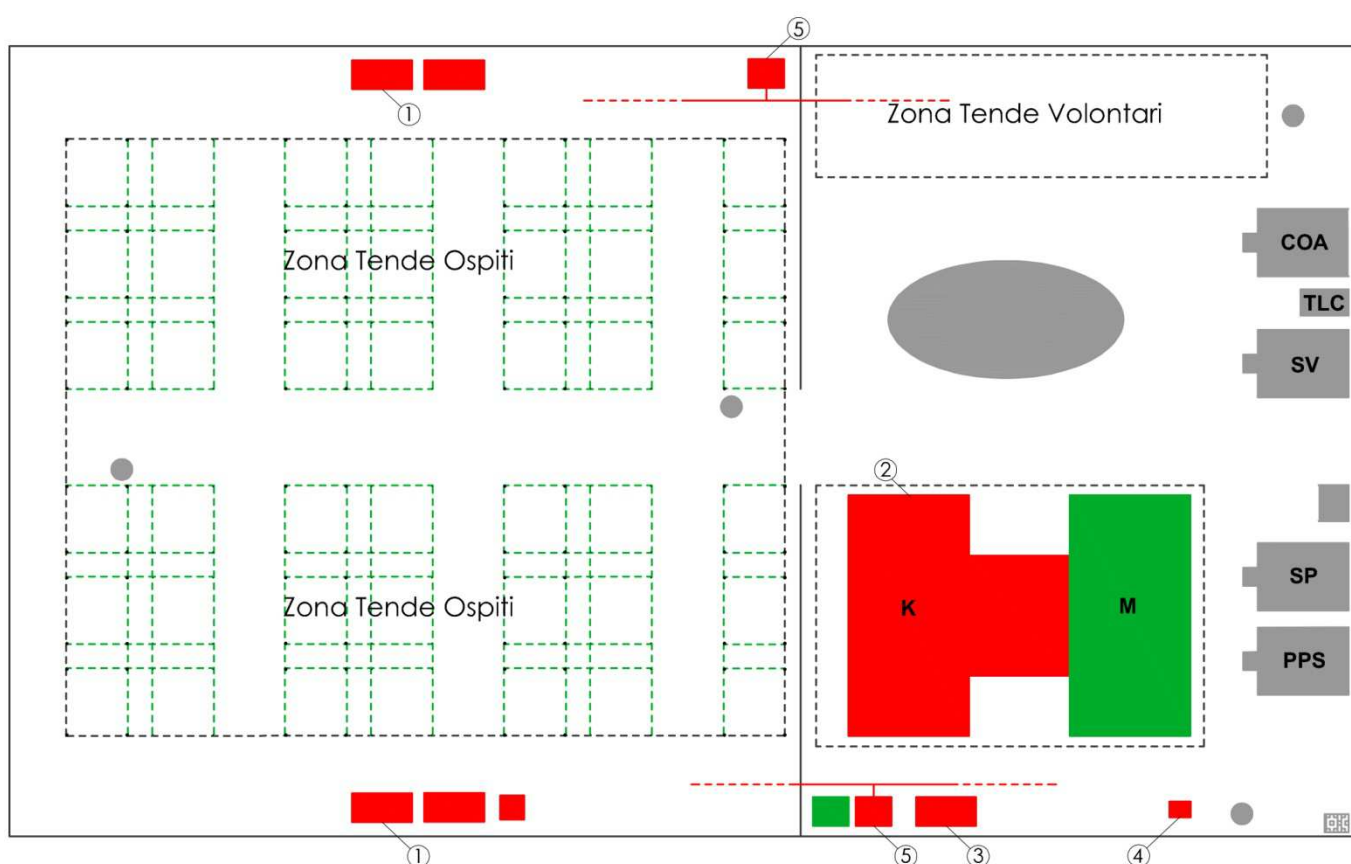 ⑤
①
Zona Tende Volontari
COA
Zona Tende Ospiti
TLC
SV
②
SP
Zona Tende Ospiti
K
M
PPS
①
⑤
③
④